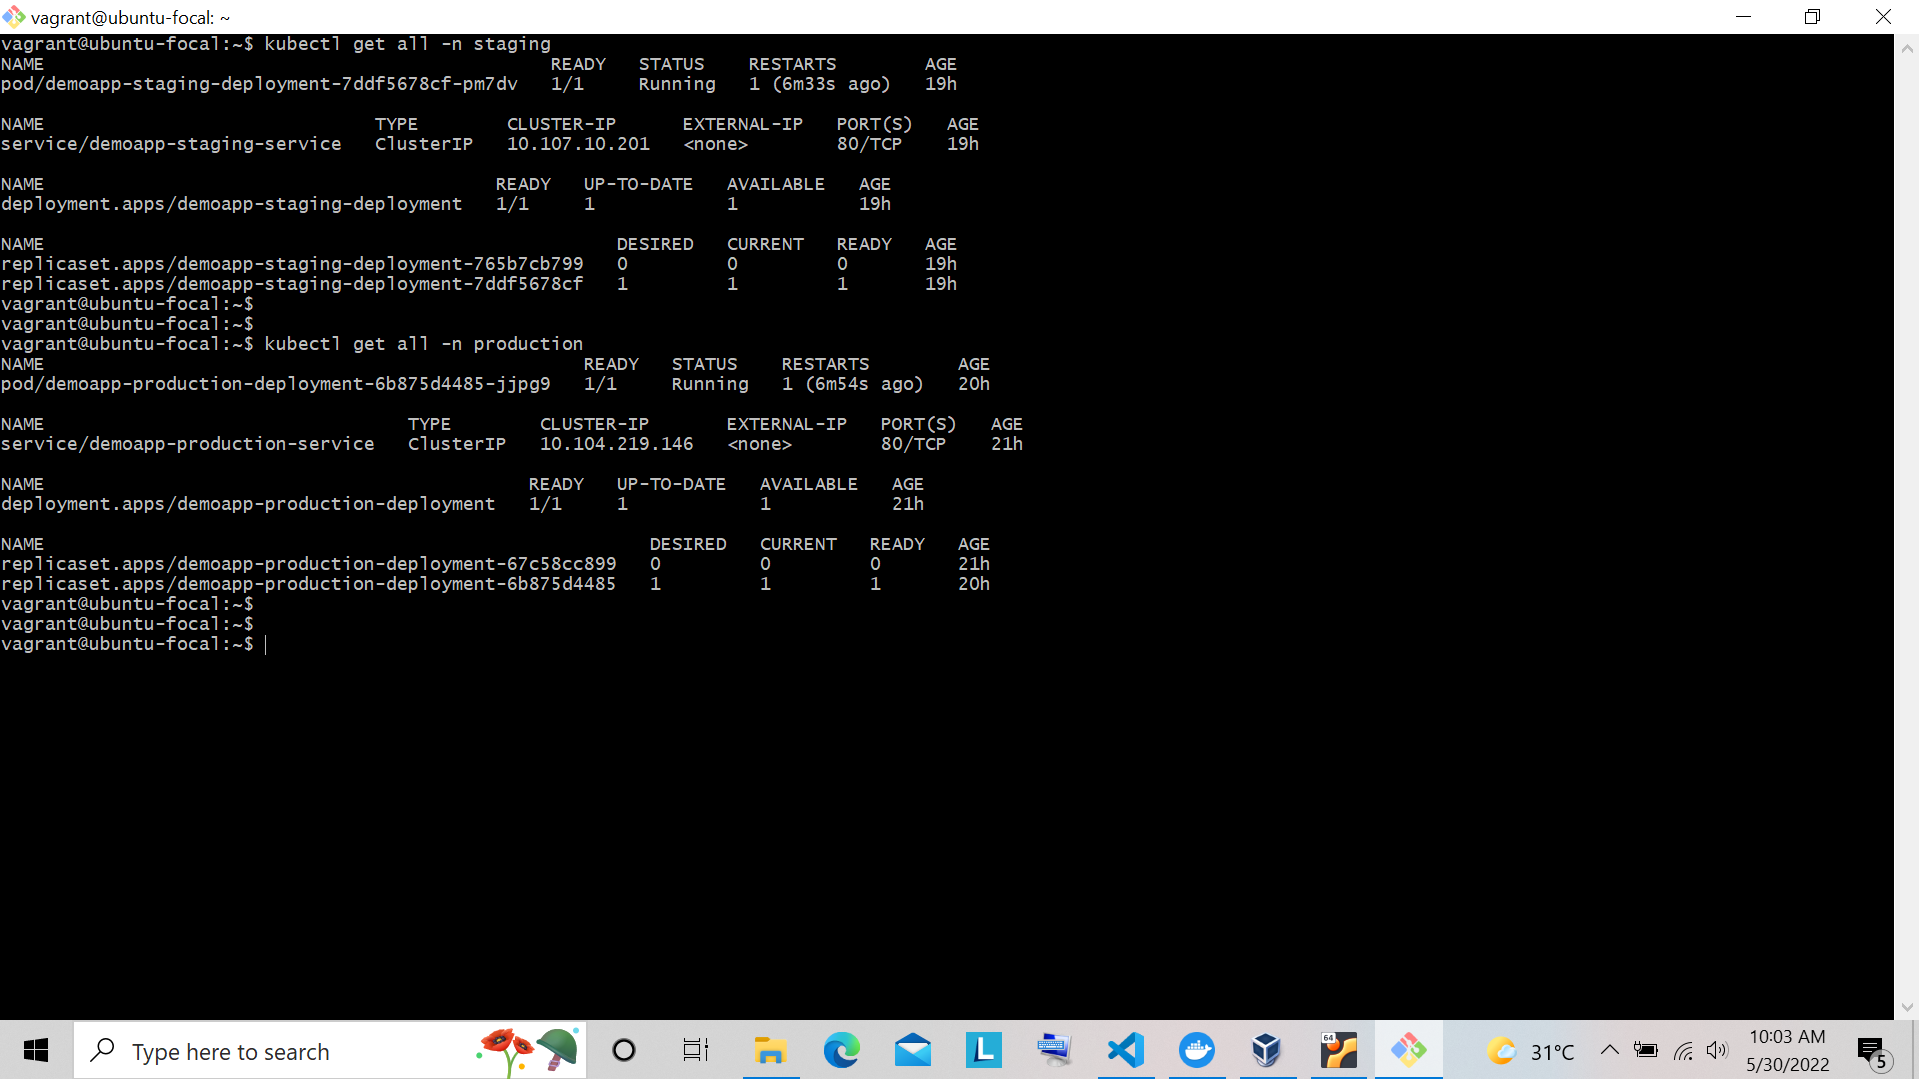 vagrant@ubuntu-focal: ~
vagrant@ubuntu-focal:~$ kubectl get all -n staging
NAME READY STATUS RESTARTS AGE
pod/demoapp-staging-deployment-7ddf5678cf-pm7dv 1/1 Running 1 (6m33s ago) 19h
NAME TYPE CLUSTER-IP EXTERNAL-IP PORT(S) AGE
service/demoapp-staging-service ClusterIP 10.107.10.201 <none> 80/TCP 19h
NAME READY UP-TO-DATE AVAILABLE AGE
deployment.apps/demoapp-staging-deployment 1/1 1 1 19h
NAME DESIRED CURRENT READY AGE
replicaset.apps/demoapp-staging-deployment-765b7cb799 0 0 0 19h
replicaset.apps/demoapp-staging-deployment-7ddf5678cf 1 1 1 19h
vagrant@ubuntu-focal:~$
vagrant@ubuntu-focal:~$
vagrant@ubuntu-focal:~$ kubectl get all -n production
NAME READY STATUS RESTARTS AGE
pod/demoapp-production-deployment-6b875d4485-jjpg9 1/1 Running 1 (6m54s ago) 20h
NAME TYPE CLUSTER-IP EXTERNAL-IP PORT(S) AGE
service/demoapp-production-service ClusterIP 10.104.219.146 <none> 80/TCP 21h
NAME READY UP-TO-DATE AVAILABLE AGE
deployment.apps/demoapp-production-deployment 1/1 1 1 21h
NAME DESIRED CURRENT READY AGE
replicaset.apps/demoapp-production-deployment-67c58cc899 0 0 0 21h
replicaset.apps/demoapp-production-deployment-6b875d4485 1 1 1 20h
vagrant@ubuntu-focal:~$
vagrant@ubuntu-focal:~$
vagrant@ubuntu-focal:~$
Type here to search
L
64
31°C
10:03 AM
5/30/2022
5